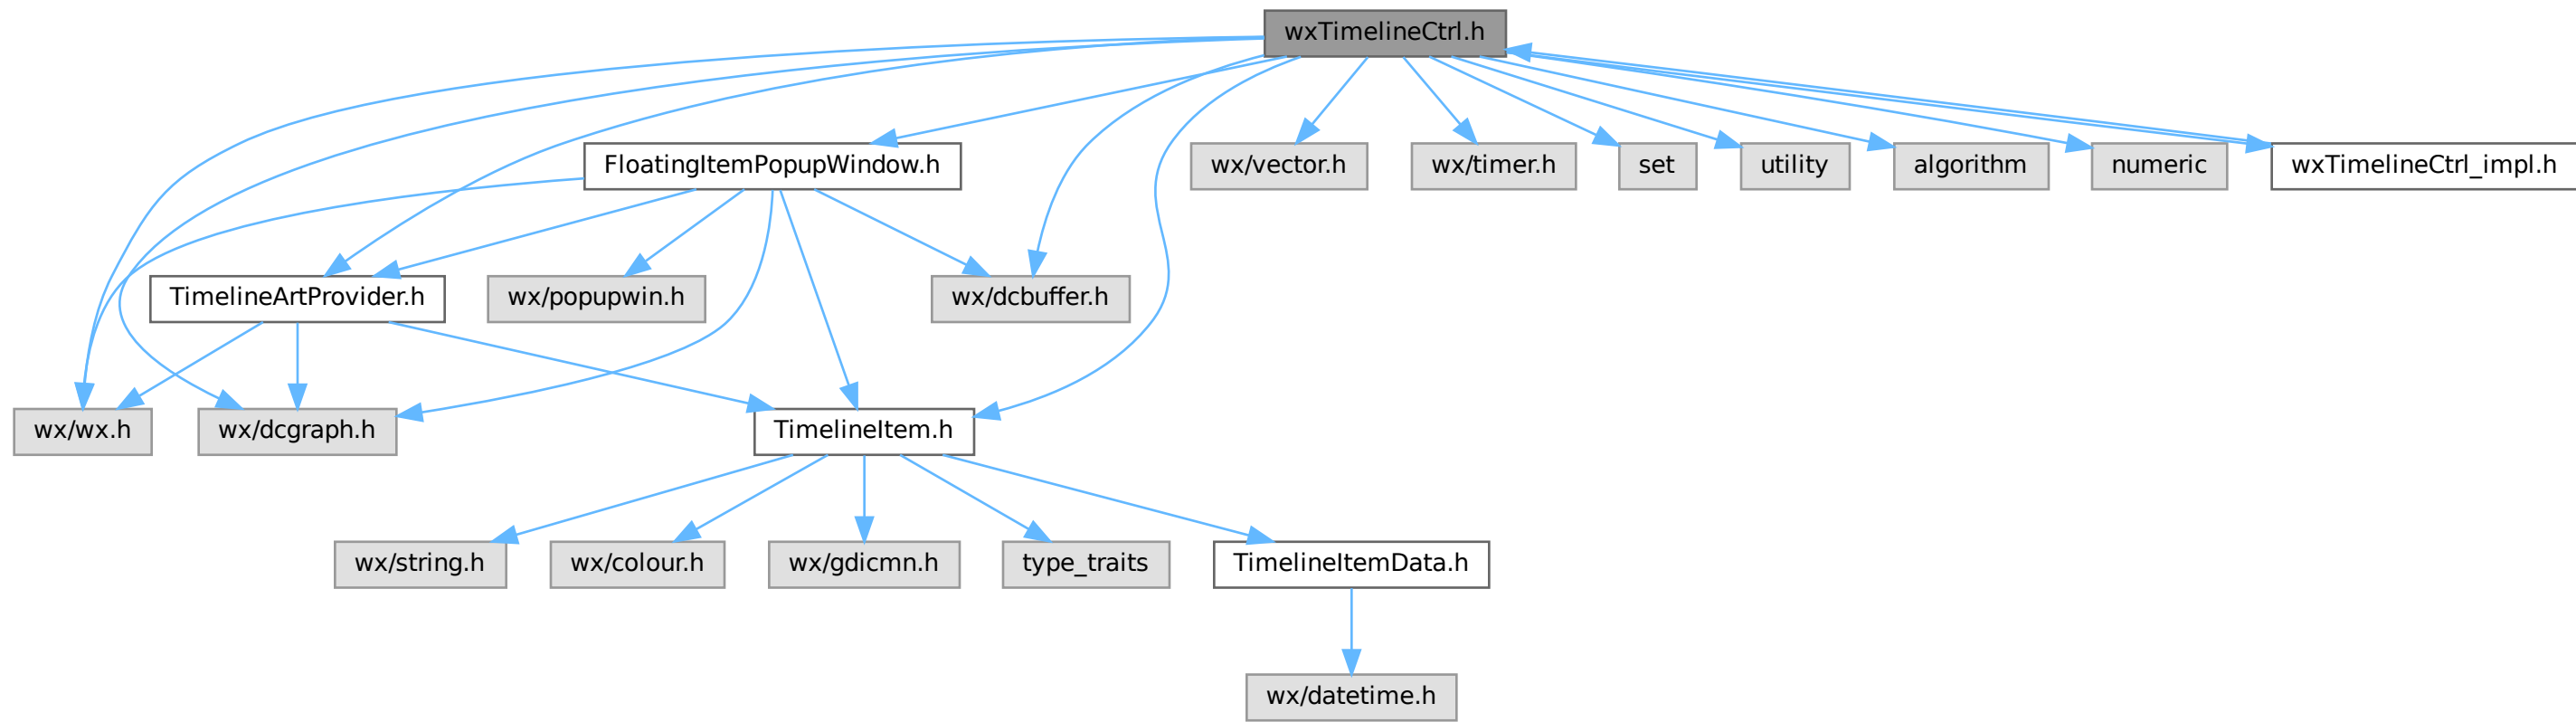 wxTimelineCtrl.h
FloatingItemPopupWindow.h
wx/vector.h
wx/timer.h
set
utility
algorithm
numeric
wxTimelineCtrl_impl.h
TimelineArtProvider.h
wx/popupwin.h
wx/dcbuffer.h
wx/wx.h
wx/dcgraph.h
TimelineItem.h
wx/string.h
wx/colour.h
wx/gdicmn.h
type_traits
TimelineItemData.h
wx/datetime.h